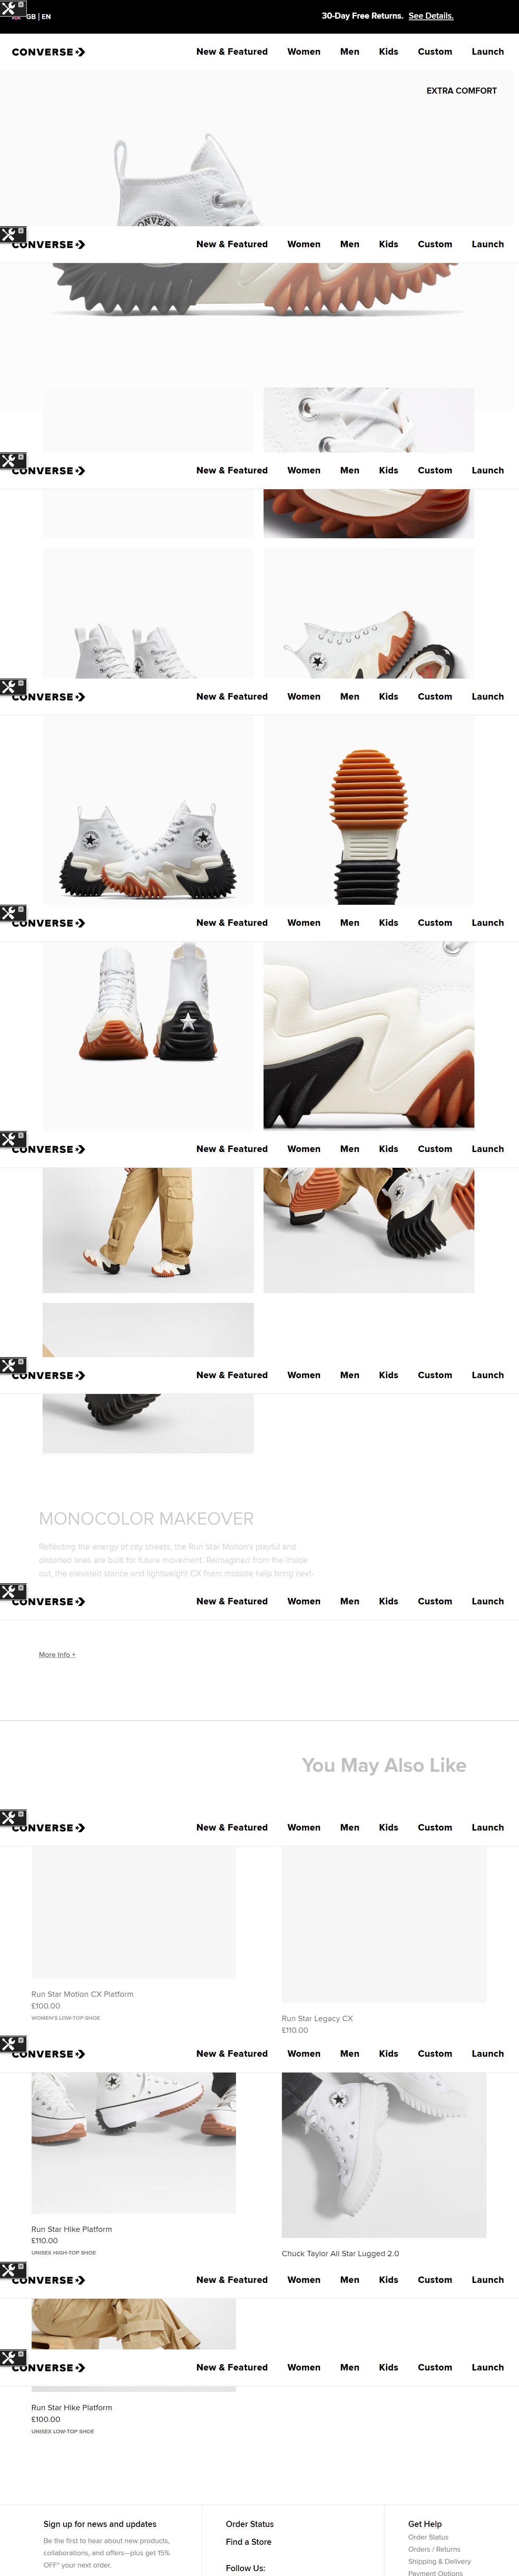 GB | EN
30-Day Free Returns. See Details.
CONVERSE
New & Featured Women Men Kids Custom Launch
EXTRA COMFORT
CONVERSE
New & Featured Women Men Kids Custom Launch
CONVERSE
New & Featured Women Men Kids Custom Launch
CONVERSE
New & Featured Women Men Kids Custom Launch
CONVERSE
New & Featured Women Men Kids Custom Launch
CONVERSE
New & Featured Women Men Kids Custom Launch
CONVERSE
New & Featured Women Men Kids Custom Launch
MONOCOLOR MAKEOVER
Reflecting the energy of city streets, the Run Star Motion's playful and
distorted lines are built for future movement. Reimagined from the inside
out, the elevated stance and lightweight CX foam midsole help bring next-
CONVERSE
New & Featured Women Men Kids Custom Launch
More Info +
You May Also Like
CONVERSE
New & Featured Women Men Kids Custom Launch
Run Star Motion CX Platform
£100.00
WOMEN'S LOW-TOP SHOE
Run Star Legacy CX
£110.00
CONVERSE
New & Featured Women Men Kids Custom Launch
Run Star Hike Platform
£110.00
UNISEX HIGH-TOP SHOE
Chuck Taylor All Star Lugged 2.0
CONVERSE
New & Featured Women Men Kids Custom Launch
CONVERSE
New & Featured Women Men Kids Custom Launch
Run Star Hike Platform
£100.00
UNISEX LOW-TOP SHOE
Sign up for news and updates
Be the first to hear about new products,
collaborations, and offers—plus get 15%
OFF* your next order.
Order Status
Find a Store
Follow Us:
Get Help
Order Status
Orders / Returns
Shipping & Delivery
Payment Options